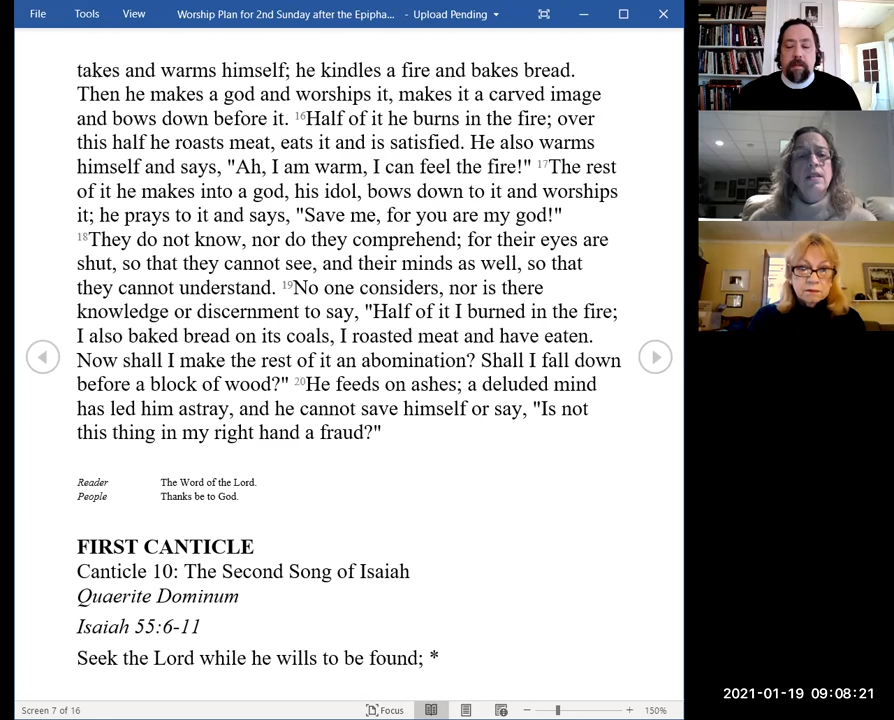 File Tools View Worship Plan for 2nd Sunday after the Epipha... - Upload Pending
takes and warms himself; he kindles a fire and bakes bread.
Then he makes a god and worships it, makes it a carved image
and bows down before it. 16Half of it he burns in the fire; over
this half he roasts meat, eats it and is satisfied. He also warms
himself and says, "Ah, I am warm, I can feel the fire!" 17The rest
of it he makes into a god, his idol, bows down to it and worships
it; he prays to it and says, "Save me, for you are my god!"
18They do not know, nor do they comprehend; for their eyes are
shut, so that they cannot see, and their minds as well, so that
they cannot understand. 19No one considers, nor is there
knowledge or discernment to say, "Half of it I burned in the fire;
I also baked bread on its coals, I roasted meat and have eaten.
Now shall I make the rest of it an abomination? Shall I fall down
before a block of wood?" 20He feeds on ashes; a deluded mind
has led him astray, and he cannot save himself or say, "Is not
this thing in my right hand a fraud?"
Reader The Word of the Lord.
People Thanks be to God.
FIRST CANTICLE
Canticle 10: The Second Song of Isaiah
Quaerite Dominum
Isaiah 55:6-11
Seek the Lord while he wills to be found; *
Screen 7 of 16 Focus 150%
2021-01-19 09:08:21